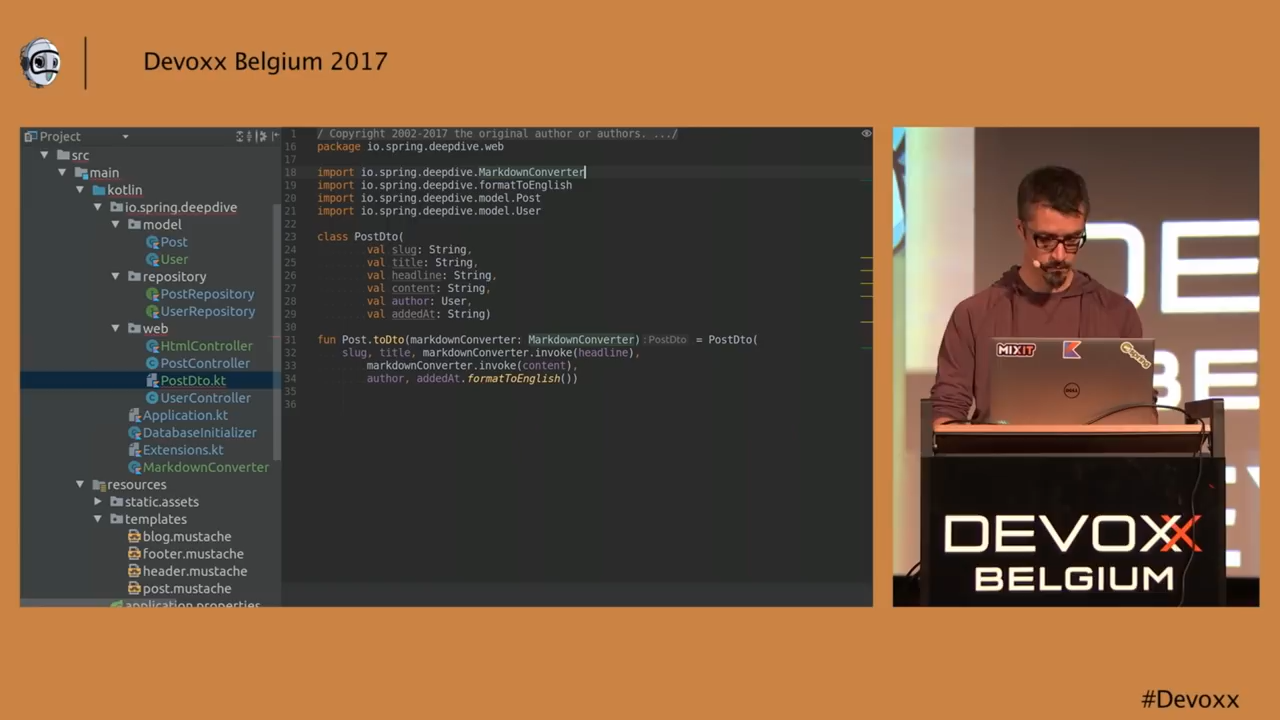 Devoxx Belgium 2017
Project
src
main
kotlin
io.spring.deepdive
model
Post
User
repository
PostRepository
UserRepository
web
HtmlController
PostController
PostDto.kt
UserController
Application.kt
DatabaseInitializer
Extensions.kt
MarkdownConverter
resources
static.assets
templates
blog.mustache
footer.mustache
header.mustache
post.mustache
application.properties
1 / Copyright 2002-2017 the original author or authors. .../
16 package io.spring.deepdive.web
17
18 import io.spring.deepdive.MarkdownConverter
19 import io.spring.deepdive.formatToEnglish
20 import io.spring.deepdive.model.Post
21 import io.spring.deepdive.model.User
22
23 class PostDto(
24 val slug: String,
25 val title: String,
26 val headline: String,
27 val content: String,
28 val author: User,
29 val addedAt: String)
30
31 fun Post.toDto(markdownConverter: MarkdownConverter) : PostDto = PostDto(
32 slug, title, markdownConverter.invoke(headline),
33 markdownConverter.invoke(content),
34 author, addedAt.formatToEnglish())
35
36
DE
MIXIT
spring
DELL
DEVOXX
BELGIUM
#Devoxx